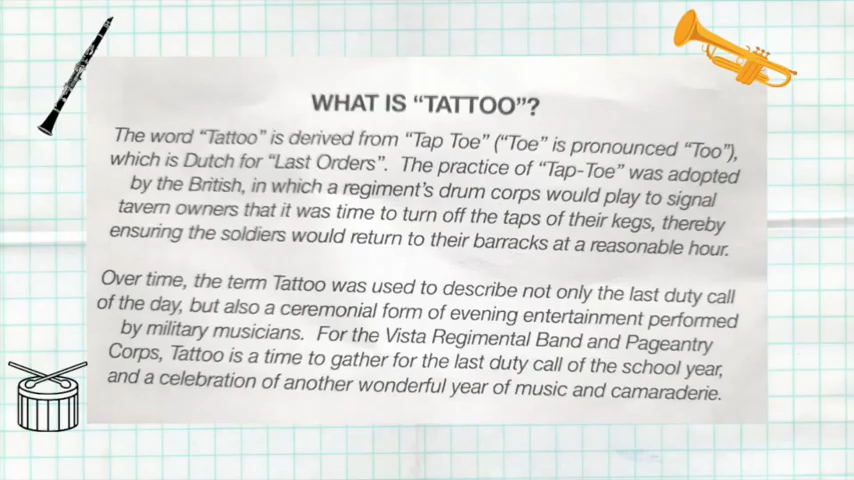 WHAT IS “TATTOO”?
The word “Tattoo” is derived from “Tap Toe” (“Toe” is pronounced “Too”),
which is Dutch for “Last Orders”. The practice of “Tap-Toe” was adopted
by the British, in which a regiment’s drum corps would play to signal
tavern owners that it was time to turn off the taps of their kegs, thereby
ensuring the soldiers would return to their barracks at a reasonable hour.
Over time, the term Tattoo was used to describe not only the last duty call
of the day, but also a ceremonial form of evening entertainment performed
by military musicians. For the Vista Regimental Band and Pageantry
Corps, Tattoo is a time to gather for the last duty call of the school year,
and a celebration of another wonderful year of music and camaraderie.